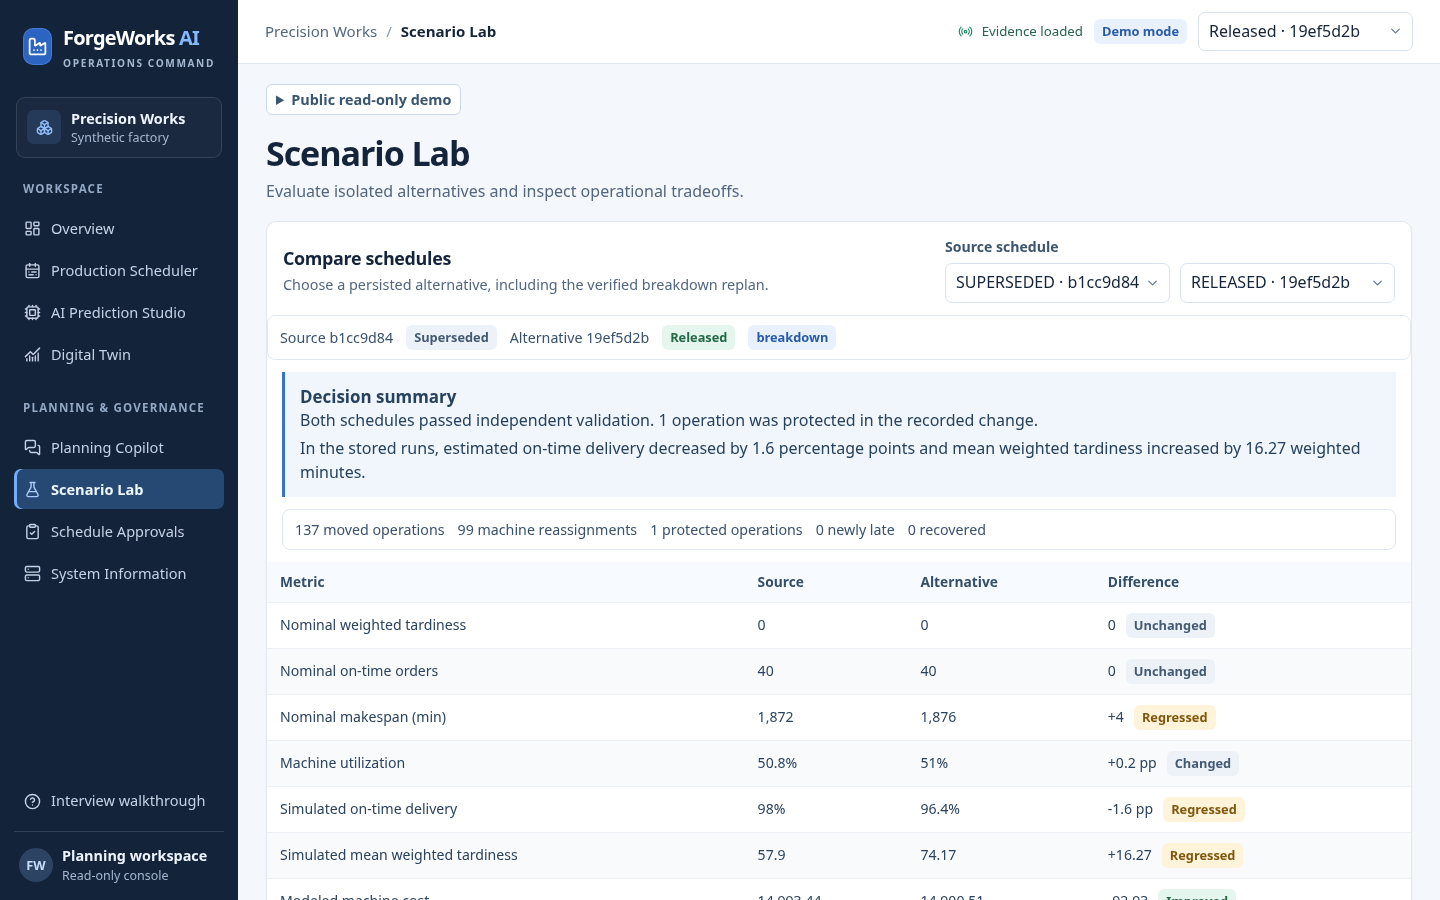 ForgeWorks AI
OPERATIONS COMMAND
Precision Works
Synthetic factory
WORKSPACE
Overview
Production Scheduler
AI Prediction Studio
Digital Twin
PLANNING & GOVERNANCE
Planning Copilot
Scenario Lab
Schedule Approvals
System Information
Interview walkthrough
FW
Planning workspace
Read-only console
Precision Works / Scenario Lab
Evidence loaded
Demo mode
Released · 19ef5d2b
Public read-only demo
Scenario Lab
Evaluate isolated alternatives and inspect operational tradeoffs.
Compare schedules
Choose a persisted alternative, including the verified breakdown replan.
Source schedule
SUPERSEDED · b1cc9d84
RELEASED · 19ef5d2b
Source b1cc9d84 Superseded Alternative 19ef5d2b Released breakdown
Decision summary
Both schedules passed independent validation. 1 operation was protected in the recorded change.
In the stored runs, estimated on-time delivery decreased by 1.6 percentage points and mean weighted tardiness increased by 16.27 weighted
minutes.
137 moved operations 99 machine reassignments 1 protected operations 0 newly late 0 recovered
Metric Source Alternative Difference
Nominal weighted tardiness 0 0 0 Unchanged
Nominal on-time orders 40 40 0 Unchanged
Nominal makespan (min) 1,872 1,876 +4 Regressed
Machine utilization 50.8% 51% +0.2 pp Changed
Simulated on-time delivery 98% 96.4% -1.6 pp Regressed
Simulated mean weighted tardiness 57.9 74.17 +16.27 Regressed
Modeled machine cost